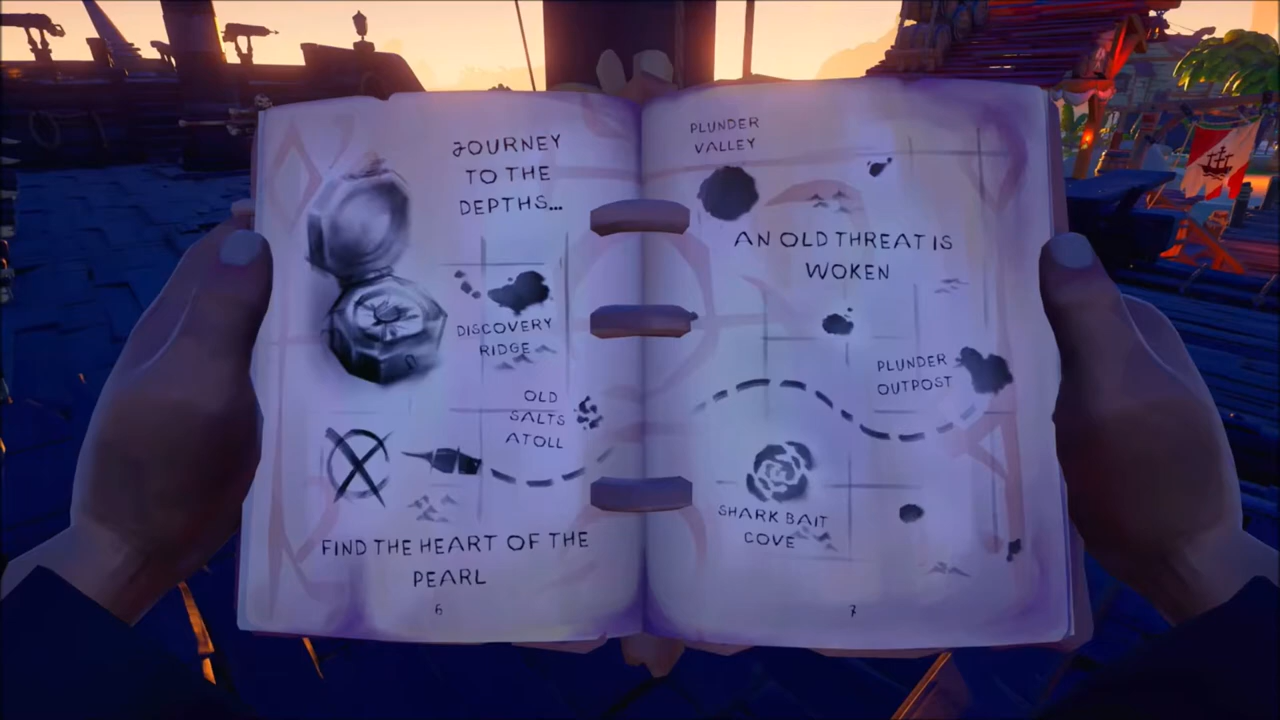 JOURNEY
TO THE
DEPTHS...
DISCOVERY
RIDGE
OLD
SALTS
ATOLL
FIND THE HEART OF THE
PEARL
6
PLUNDER
VALLEY
AN OLD THREAT IS
WOKEN
PLUNDER
OUTPOST
SHARK BAIT
COVE
7